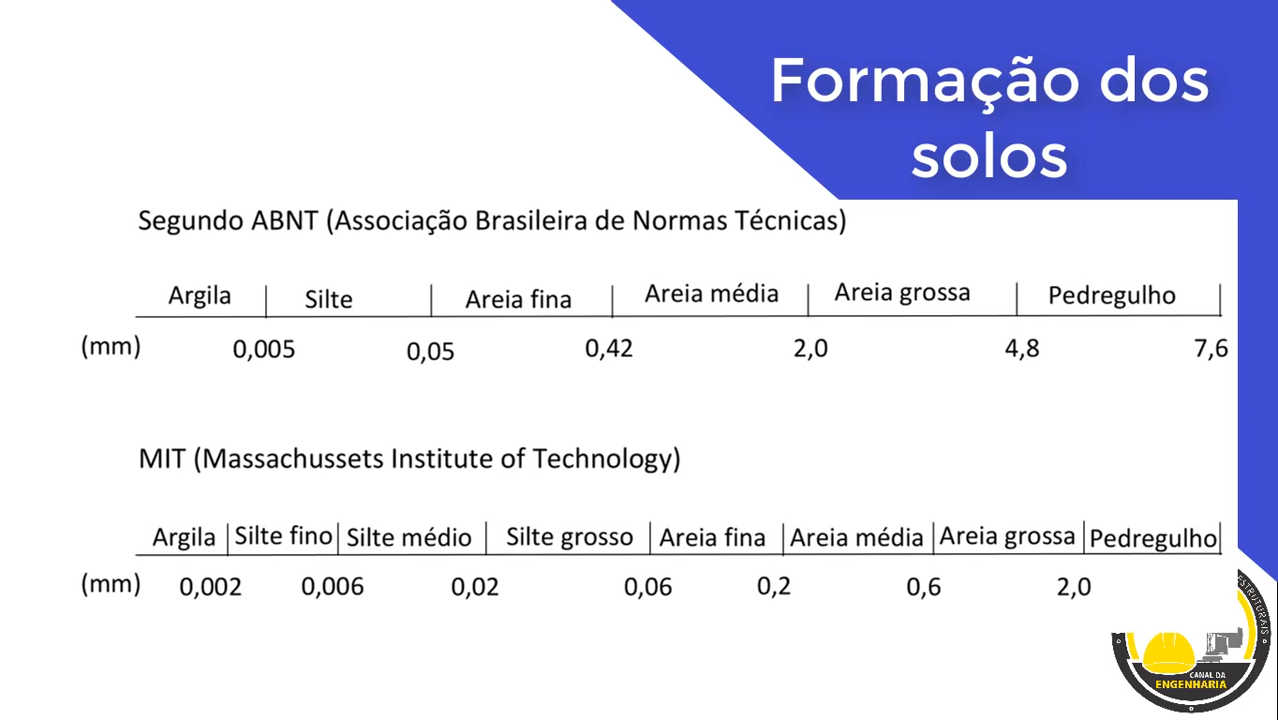 Formação dos
solos
Segundo ABNT (Associação Brasileira de Normas Técnicas)
Argila Silte Areia fina Areia média Areia grossa Pedregulho
(mm) 0,005 0,05 0,42 2,0 4,8 7,6
MIT (Massachussets Institute of Technology)
Argila Silte fino Silte médio Silte grosso Areia fina Areia média Areia grossa Pedregulho
(mm) 0,002 0,006 0,02 0,06 0,2 0,6 2,0
ESTRUTURAIS
CANAL DA
ENGENHARIA